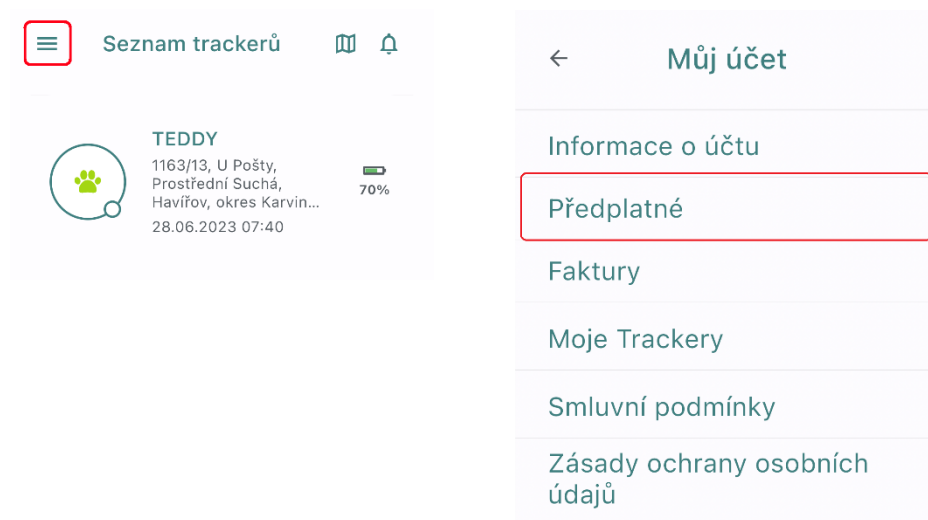 Seznam trackerů
TEDDY
1163/13, U Pošty,
Prostřední Suchá,
Havířov, okres Karvin...
28.06.2023 07:40
70%
Můj účet
Informace o účtu
Předplatné
Faktury
Moje Trackery
Smluvní podmínky
Zásady ochrany osobních
údajů